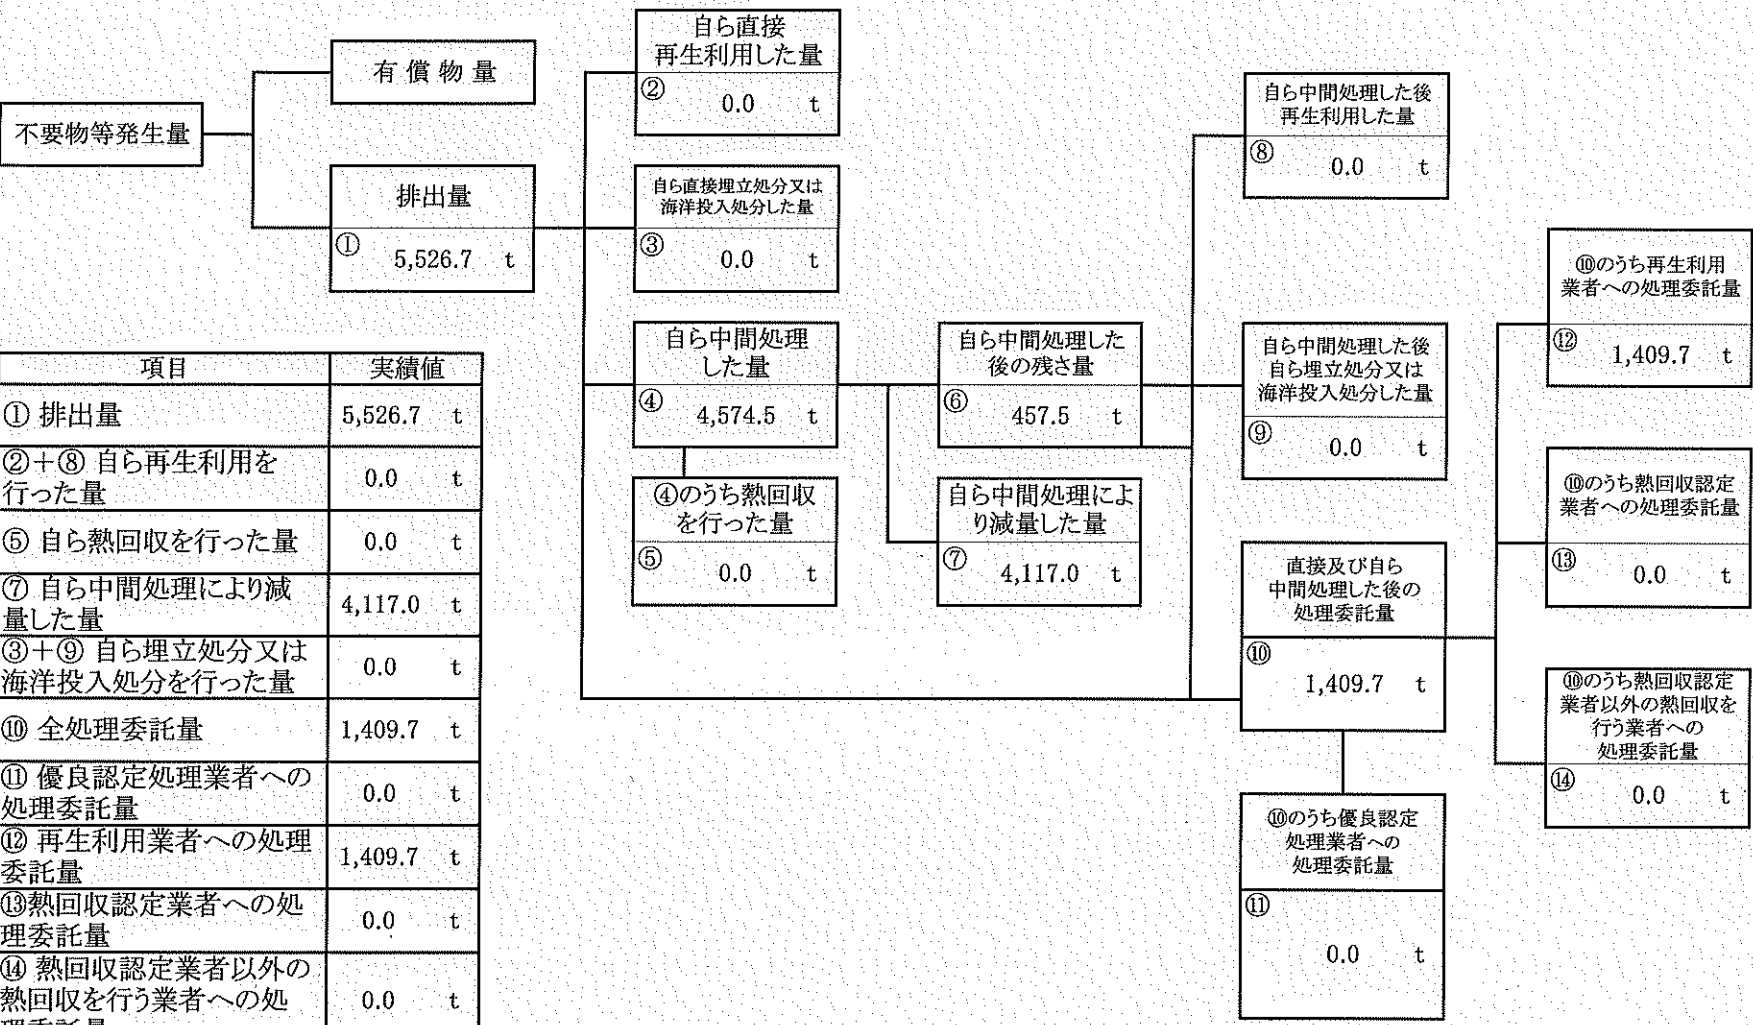 不要物等発生量
有償物量
排出量
① 5,526.7 t
自ら直接
再生利用した量
② 0.0 t
自ら直接埋立処分又は
海洋投入処分した量
③ 0.0 t
自ら中間処理
した量
④ 4,574.5 t
④のうち熱回収
を行った量
⑤ 0.0 t
自ら中間処理した
後の残さ量
⑥ 457.5 t
自ら中間処理によ
り減量した量
⑦ 4,117.0 t
自ら中間処理した後
再生利用した量
⑧ 0.0 t
自ら中間処理した後
自ら埋立処分又は
海洋投入処分した量
⑨ 0.0 t
直接及び自ら
中間処理した後の
処理委託量
⑩ 1,409.7 t
⑩のうち優良認定
処理業者への
処理委託量
⑪ 0.0 t
⑩のうち再生利用
業者への処理委託量
⑫ 1,409.7 t
⑩のうち熱回収認定
業者への処理委託量
⑬ 0.0 t
⑩のうち熱回収認定
業者以外の熱回収を
行う業者への
処理委託量
⑭ 0.0 t
項目 実績値
① 排出量 5,526.7 t
②+⑧ 自ら再生利用を
行った量 0.0 t
⑤ 自ら熱回収を行った量 0.0 t
⑦ 自ら中間処理により減
量した量 4,117.0 t
③+⑨ 自ら埋立処分又は
海洋投入処分を行った量 0.0 t
⑩ 全処理委託量 1,409.7 t
⑪ 優良認定処理業者への
処理委託量 0.0 t
⑫ 再生利用業者への処理
委託量 1,409.7 t
⑬熱回収認定業者への処
理委託量 0.0 t
⑭ 熱回収認定業者以外の
熱回収を行う業者への処 0.0 t